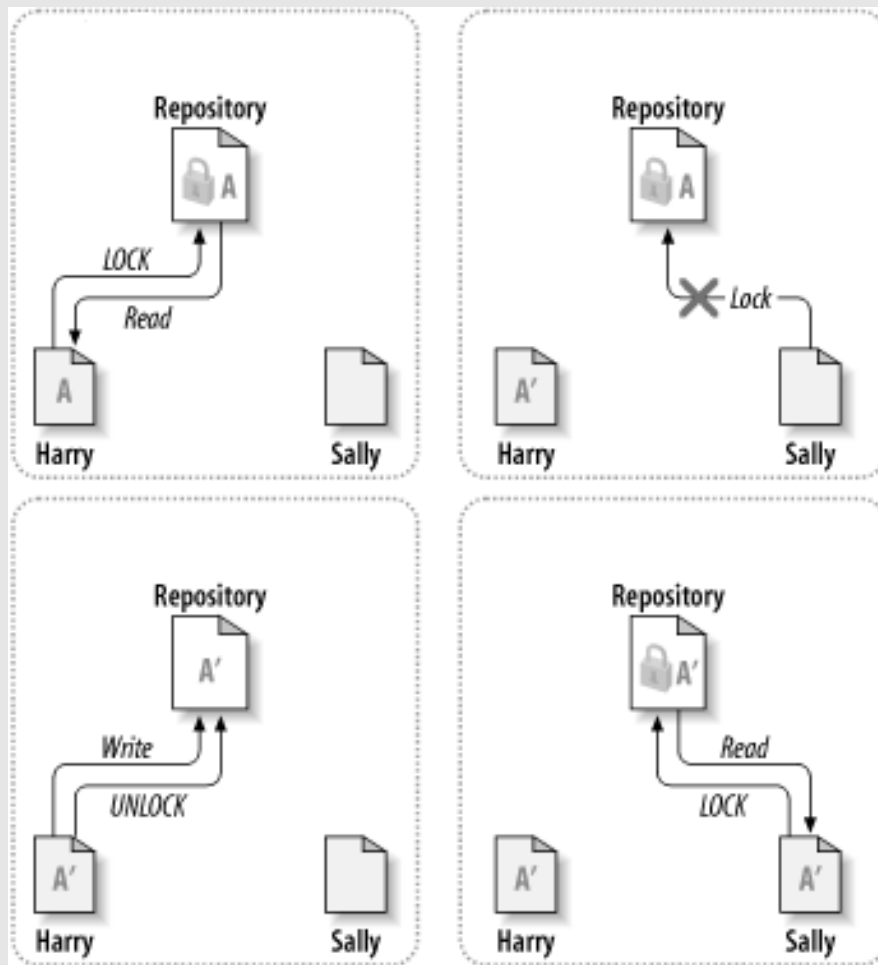 Repository
A
LOCK
Read
A
Harry
Sally
Repository
A
Lock
A′
Harry
Sally
Repository
A′
Write
UNLOCK
A′
Harry
Sally
Repository
A′
Read
LOCK
A′
A′
Harry
Sally